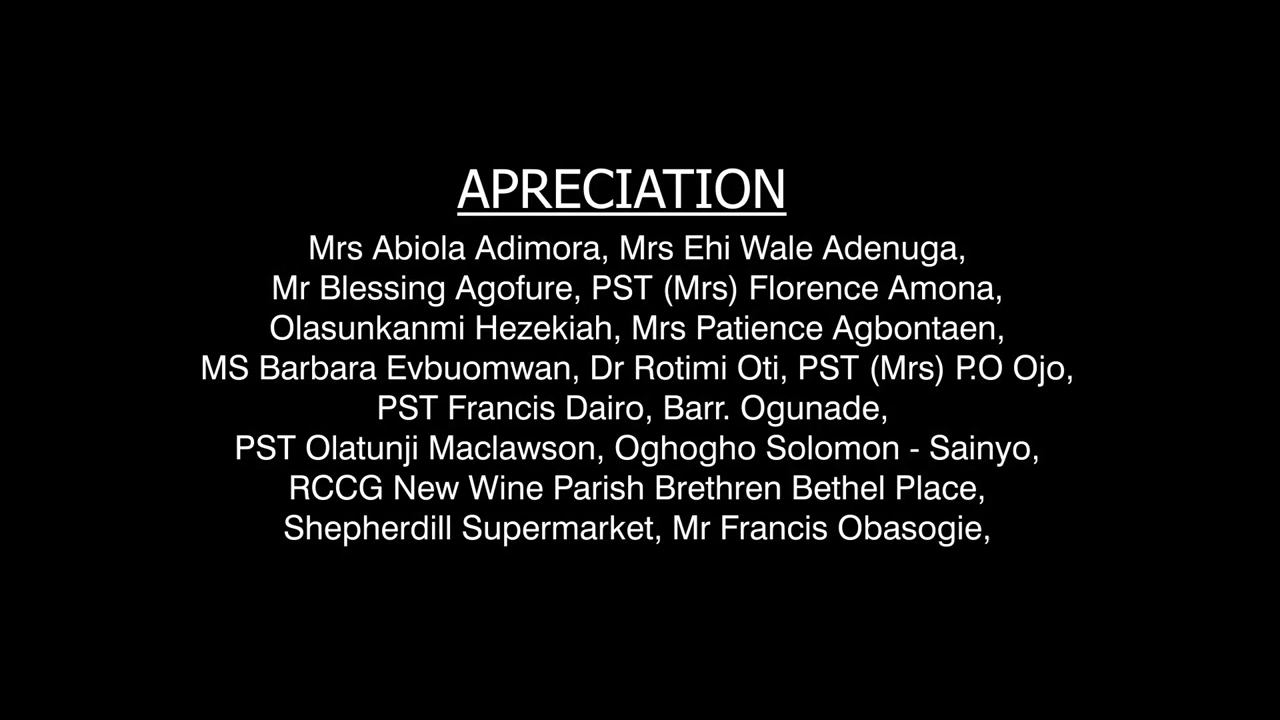 APRECIATION
Mrs Abiola Adimora, Mrs Ehi Wale Adenuga,
Mr Blessing Agofure, PST (Mrs) Florence Amona,
Olasunkanmi Hezekiah, Mrs Patience Agbontaen,
MS Barbara Evbuomwan, Dr Rotimi Oti, PST (Mrs) P.O Ojo,
PST Francis Dairo, Barr. Ogunade,
PST Olatunji Maclawson, Oghogho Solomon - Sainyo,
RCCG New Wine Parish Brethren Bethel Place,
Shepherdill Supermarket, Mr Francis Obasogie,